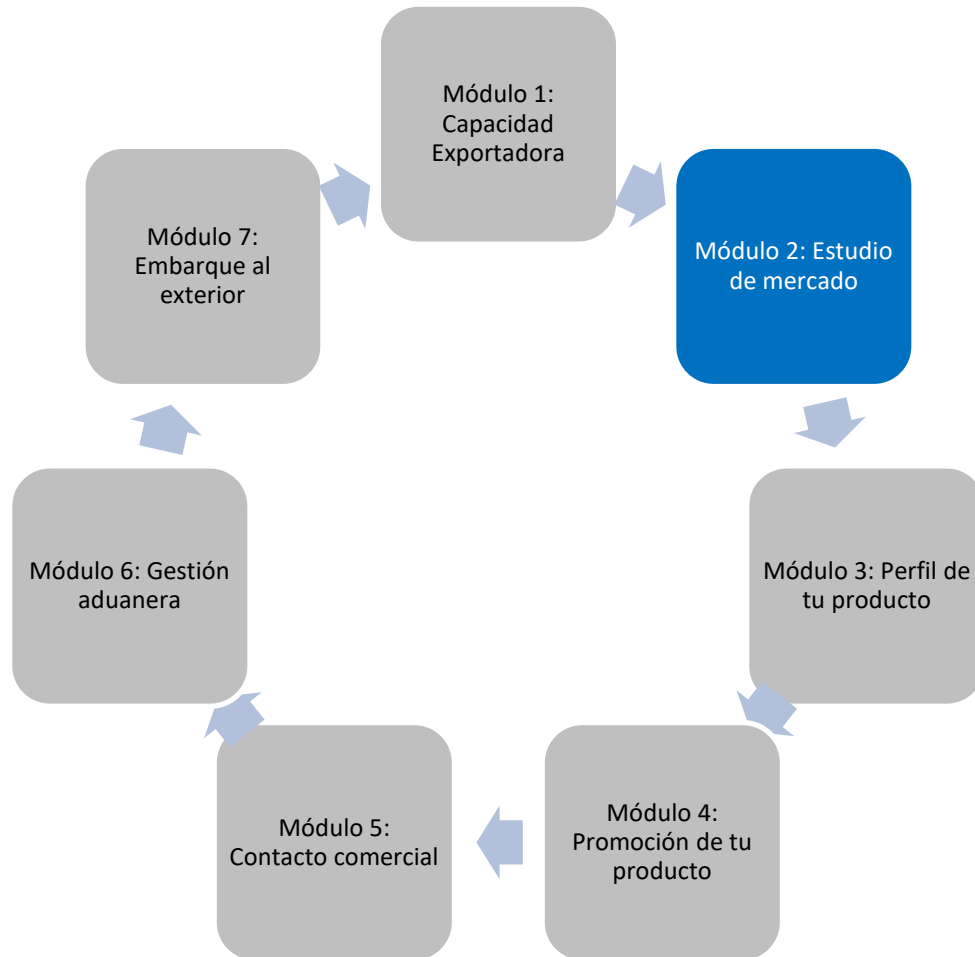 Módulo 1:
Capacidad
Exportadora
Módulo 2: Estudio
de mercado
Módulo 3: Perfil de
tu producto
Módulo 4:
Promoción de tu
producto
Módulo 5:
Contacto comercial
Módulo 6: Gestión
aduanera
Módulo 7:
Embarque al
exterior